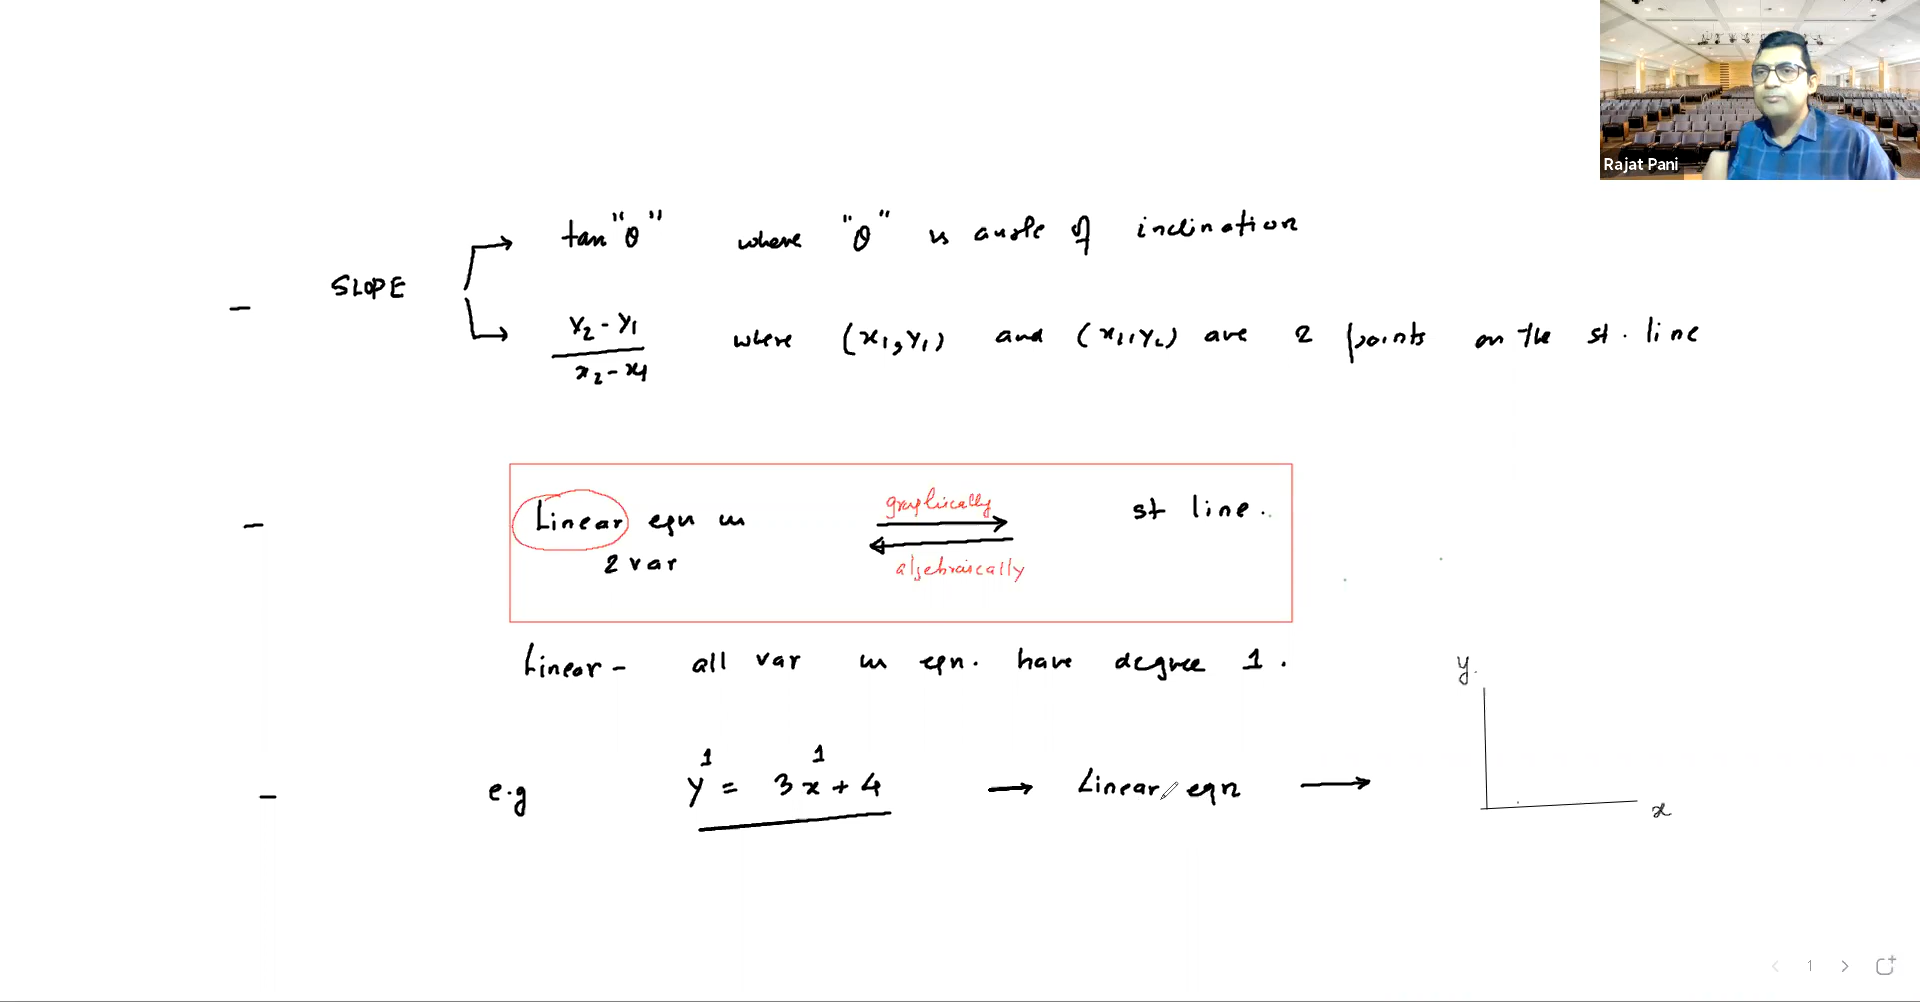 Rajat Pani
SLOPE
tan "θ" where "θ" is angle of inclination
y2 - y1 / x2 - x1 where (x1, y1) and (x1, y2) are 2 points on the st. line
Linear eqn in 2 var
graphically
algebraically
st line.
Linear - all var in eqn. have degree 1.
e.g y^1 = 3x^1 + 4 → Linear eqn →
y.
x
1